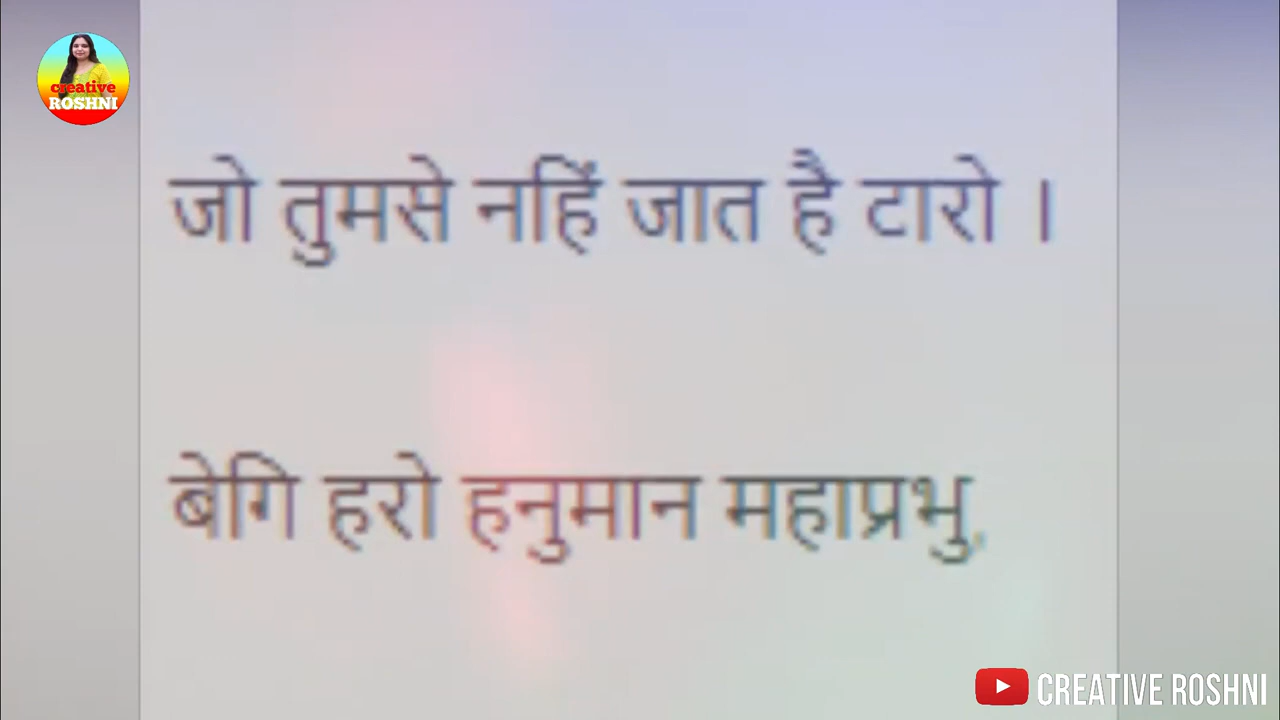 creative
ROSHNI
जो तुमसे नहिं जात है टारो ।
बेगि हरो हनुमान महाप्रभु,
CREATIVE ROSHNI